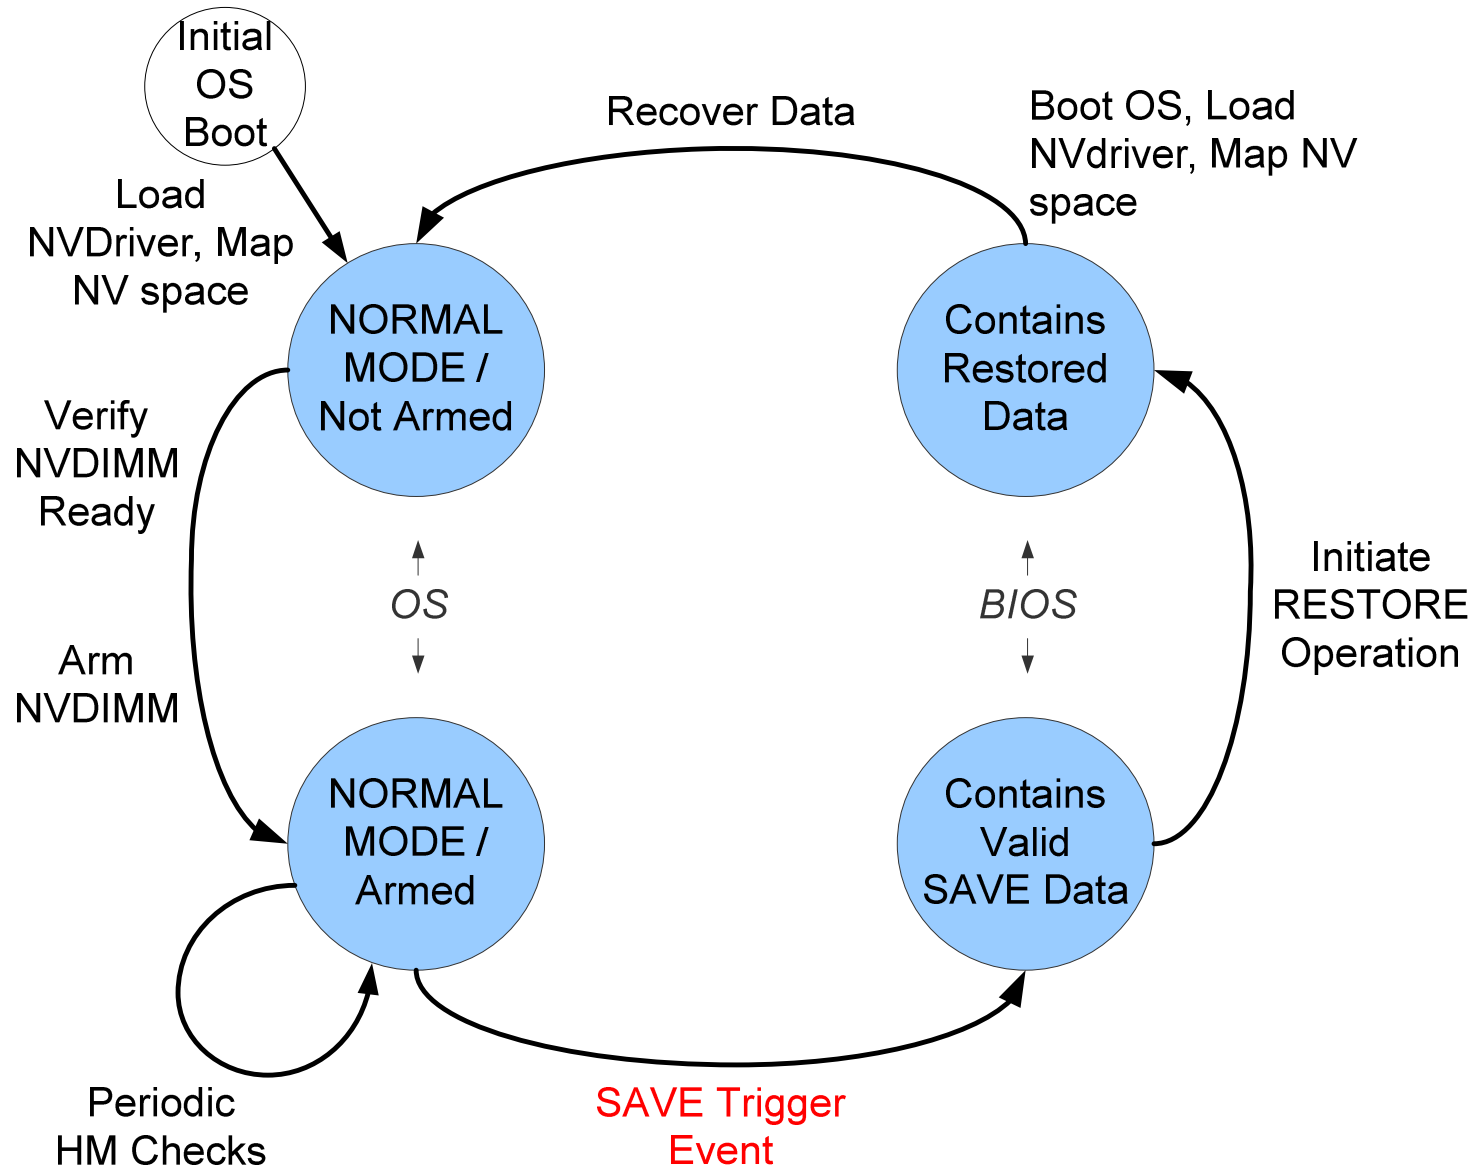 Initial
OS
Boot
Load
NVDriver, Map
NV space
Recover Data
Boot OS, Load
NVdriver, Map NV
space
NORMAL
MODE /
Not Armed
Contains
Restored
Data
Verify
NVDIMM
Ready
OS
BIOS
Initiate
RESTORE
Operation
Arm
NVDIMM
NORMAL
MODE /
Armed
Contains
Valid
SAVE Data
Periodic
HM Checks
SAVE Trigger
Event